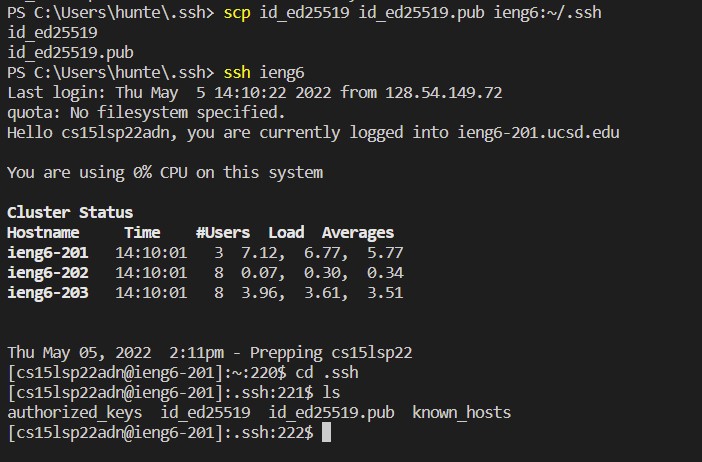 PS C:\Users\hunte\.ssh> scp id_ed25519 id_ed25519.pub ieng6:~/.ssh
id_ed25519
id_ed25519.pub
PS C:\Users\hunte\.ssh> ssh ieng6
Last login: Thu May  5 14:10:22 2022 from 128.54.149.72
quota: No filesystem specified.
Hello cs15lsp22adn, you are currently logged into ieng6-201.ucsd.edu
You are using 0% CPU on this system
Cluster Status
Hostname     Time    #Users  Load  Averages
ieng6-201   14:10:01   3  7.12,  6.77,  5.77
ieng6-202   14:10:01   8  0.07,  0.30,  0.34
ieng6-203   14:10:01   8  3.96,  3.61,  3.51
Thu May 05, 2022  2:11pm - Prepping cs15lsp22
[cs15lsp22adn@ieng6-201]:~:220$ cd .ssh
[cs15lsp22adn@ieng6-201]:.ssh:221$ ls
authorized_keys  id_ed25519  id_ed25519.pub  known_hosts
[cs15lsp22adn@ieng6-201]:.ssh:222$